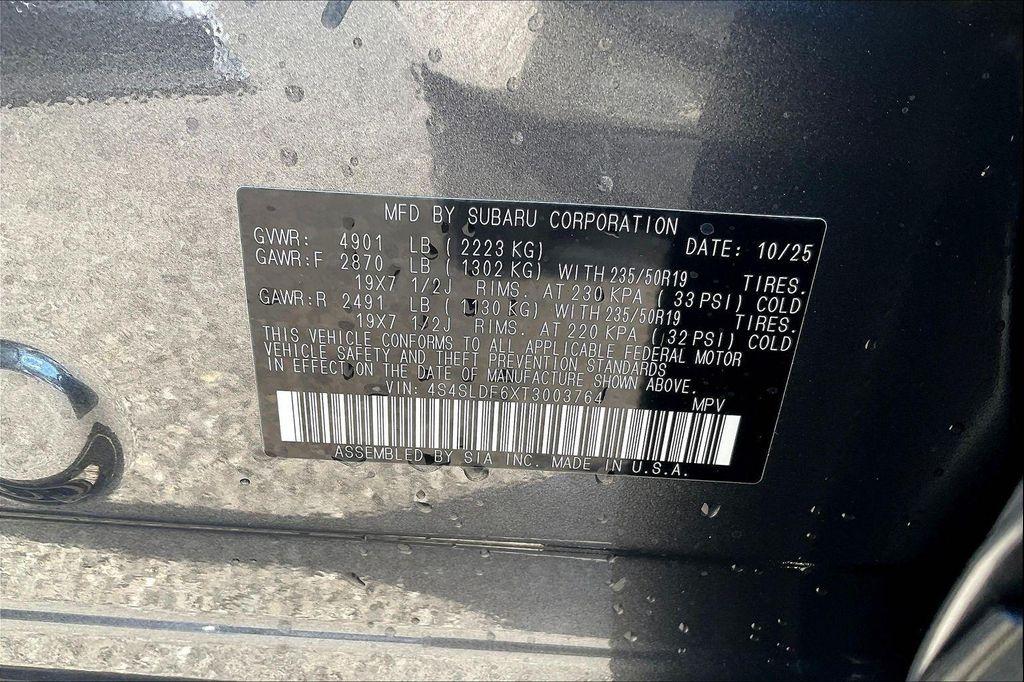 MFD BY SUBARU CORPORATION
GVWR: 4901 LB ( 2223 KG) DATE: 10/25
GAWR:F 2870 LB ( 1302 KG) WITH 235/50R19 TIRES.
19X7 1/2J RIMS. AT 230 KPA ( 33 PSI) COLD
GAWR:R 2491 LB ( 1130 KG) WITH 235/50R19 TIRES.
19X7 1/2J RIMS. AT 220 KPA (32 PSI) COLD
THIS VEHICLE CONFORMS TO ALL APPLICABLE FEDERAL MOTOR
VEHICLE SAFETY AND THEFT PREVENTION STANDARDS
IN EFFECT ON THE DATE OF MANUFACTURE SHOWN ABOVE.
VIN: 4S4SLDF6XT3003764 MPV
ASSEMBLED BY SIA INC. MADE IN U.S.A.